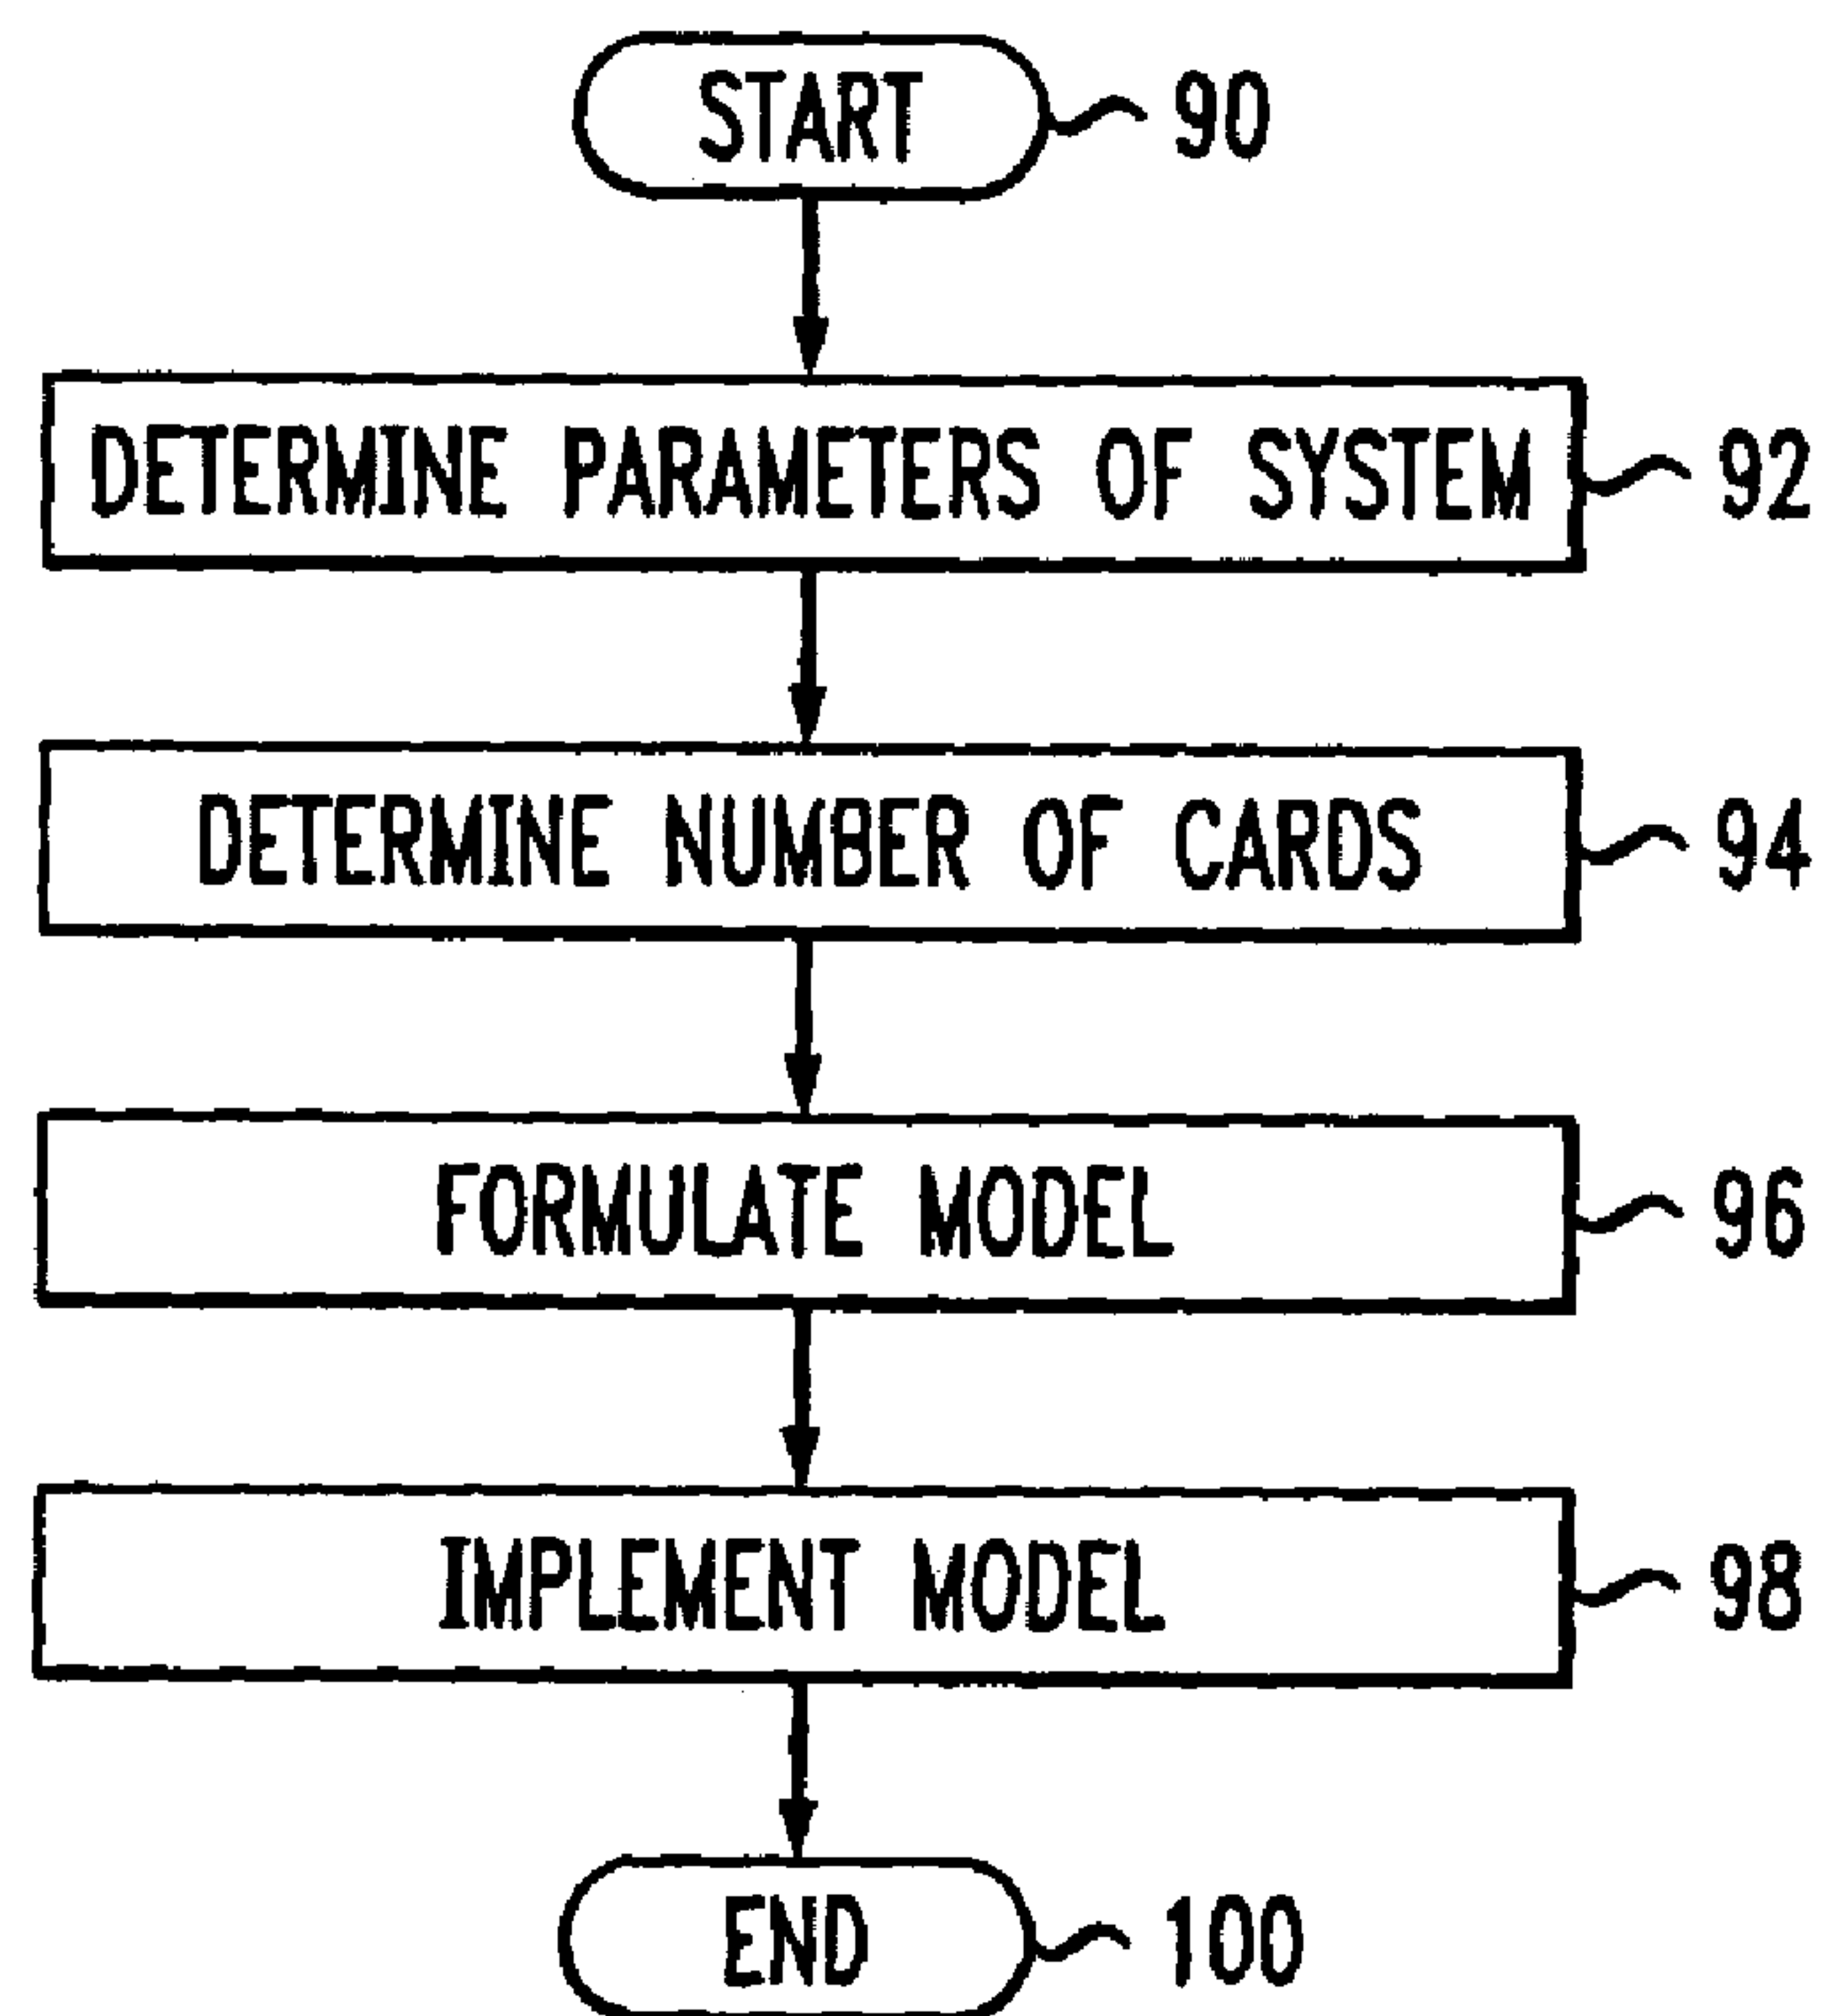 START 90
DETERMINE PARAMETERS OF SYSTEM 92
DETERMINE NUMBER OF CARDS 94
FORMULATE MODEL 96
IMPLEMENT MODEL 98
END 100